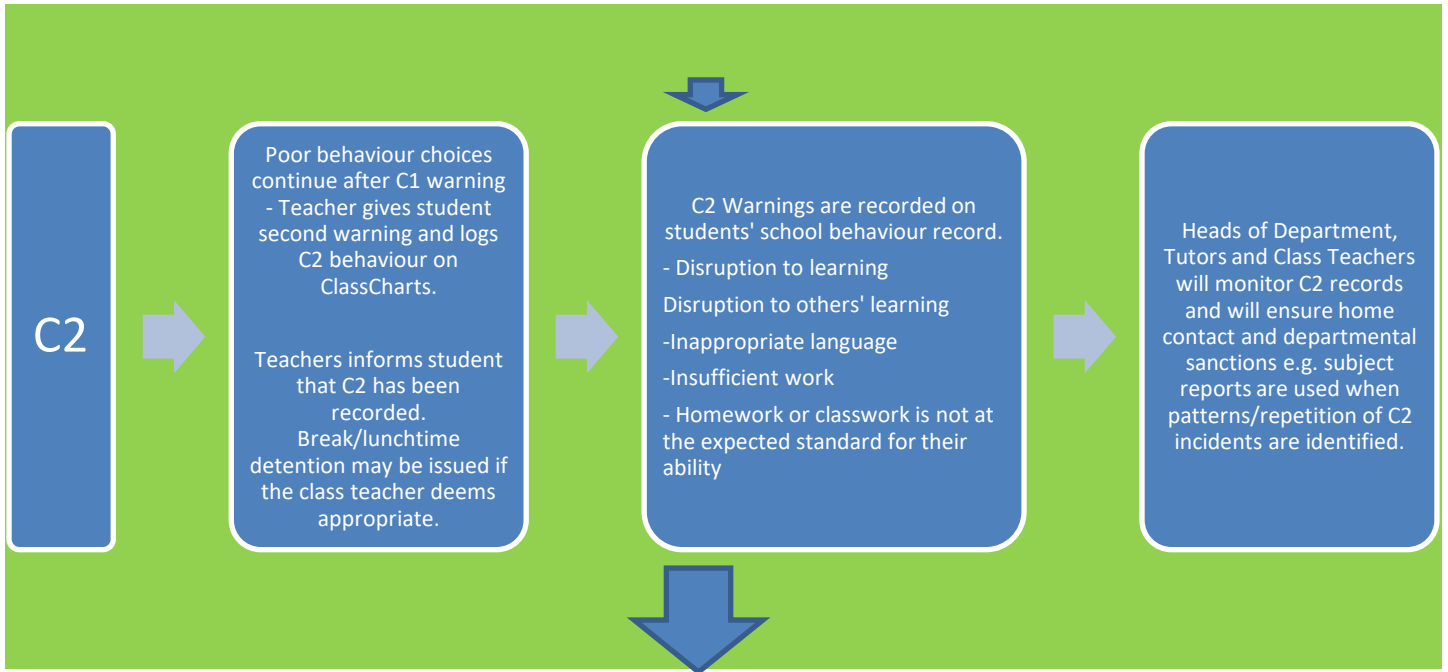 C2
Poor behaviour choices
continue after C1 warning
- Teacher gives student
second warning and logs
C2 behaviour on
ClassCharts.
Teachers informs student
that C2 has been
recorded.
Break/lunchtime
detention may be issued if
the class teacher deems
appropriate.
C2 Warnings are recorded on
students' school behaviour record.
- Disruption to learning
Disruption to others' learning
-Inappropriate language
-Insufficient work
- Homework or classwork is not at
the expected standard for their
ability
Heads of Department,
Tutors and Class Teachers
will monitor C2 records
and will ensure home
contact and departmental
sanctions e.g. subject
reports are used when
patterns/repetition of C2
incidents are identified.